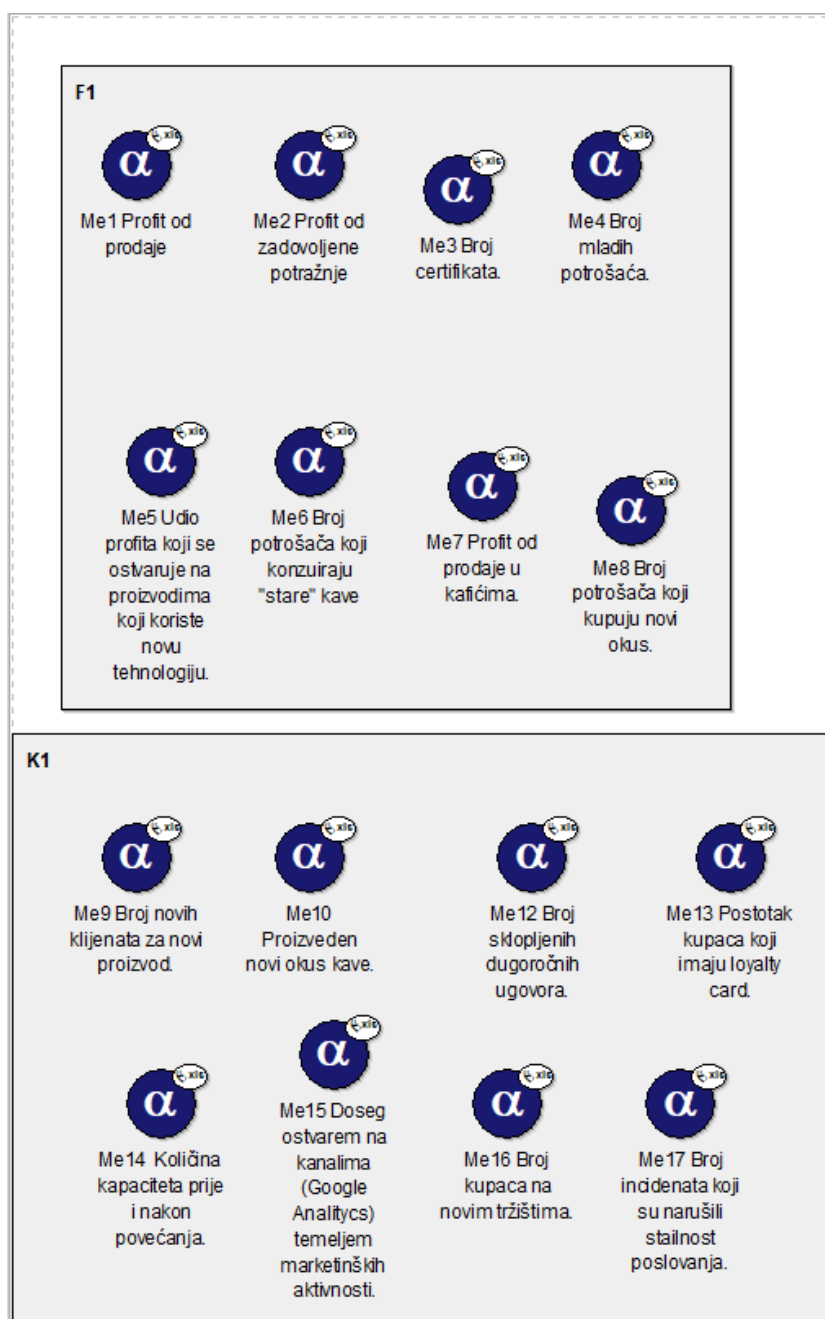 F1
Me1 Profit od
prodaje
Me2 Profit od
zadovoljene
potražnje
Me3 Broj
certifikata.
Me4 Broj
mladih
potrošaća.
Me5 Udio
profita koji se
ostvaruje na
proizvodima
koji koriste
novu
tehnologiju.
Me6 Broj
potrošača koji
konzuiraju
"stare" kave
Me7 Profit od
prodaje u
kafićima.
Me8 Broj
potrošača koji
kupuju novi
okus.
K1
Me9 Broj novih
klijenata za novi
proizvod.
Me10
Proizveden
novi okus kave.
Me12 Broj
sklopljenih
dugoročnih
ugovora.
Me13 Postotak
kupaca koji
imaju loyalty
card.
Me14 Količina
kapaciteta prije
i nakon
povećanja.
Me15 Doseg
ostvarem na
kanalima
(Google
Analitycs)
temeljem
marketinških
aktivnosti.
Me16 Broj
kupaca na
novim tržištima.
Me17 Broj
incidenata koji
su narušili
stailnost
poslovanja.